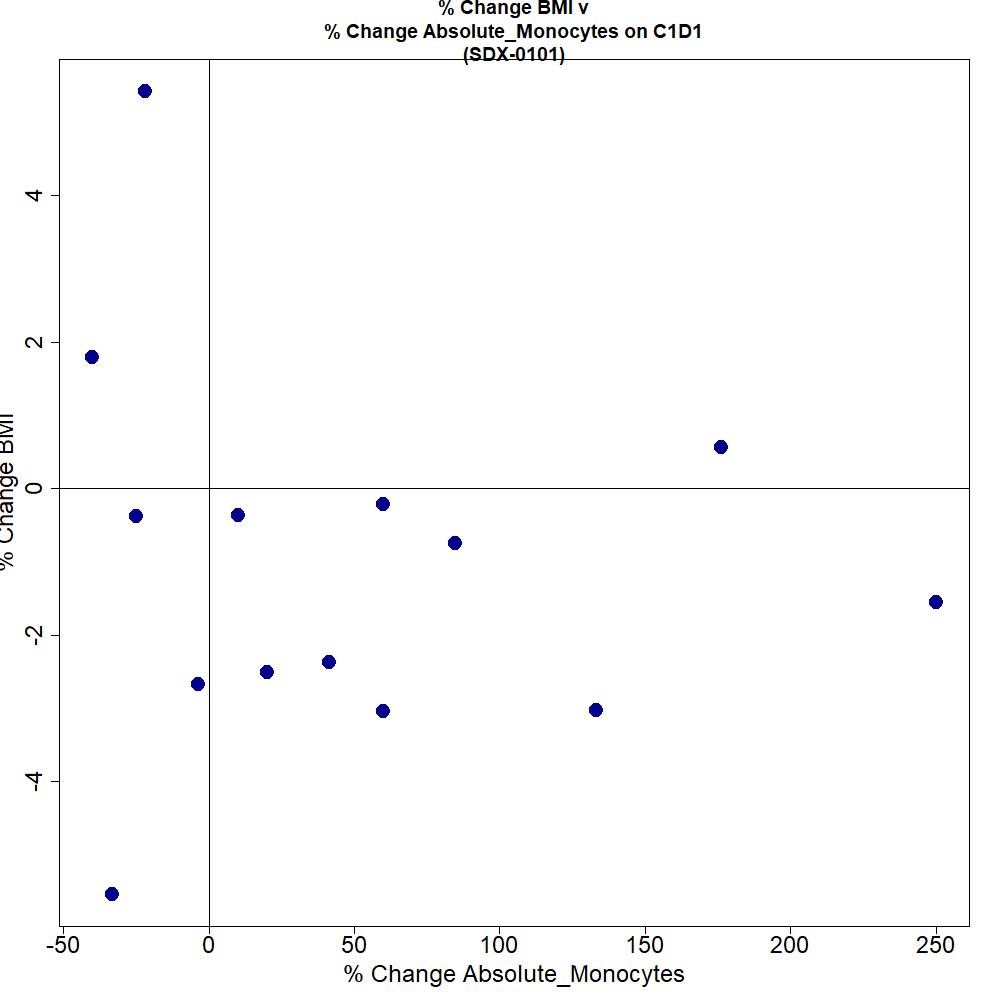 % Change BMI v
% Change Absolute_Monocytes on C1D1
(SDX-0101)
4
2
0
-2
-4
% Change BMI
-50 0 50 100 150 200 250
% Change Absolute_Monocytes